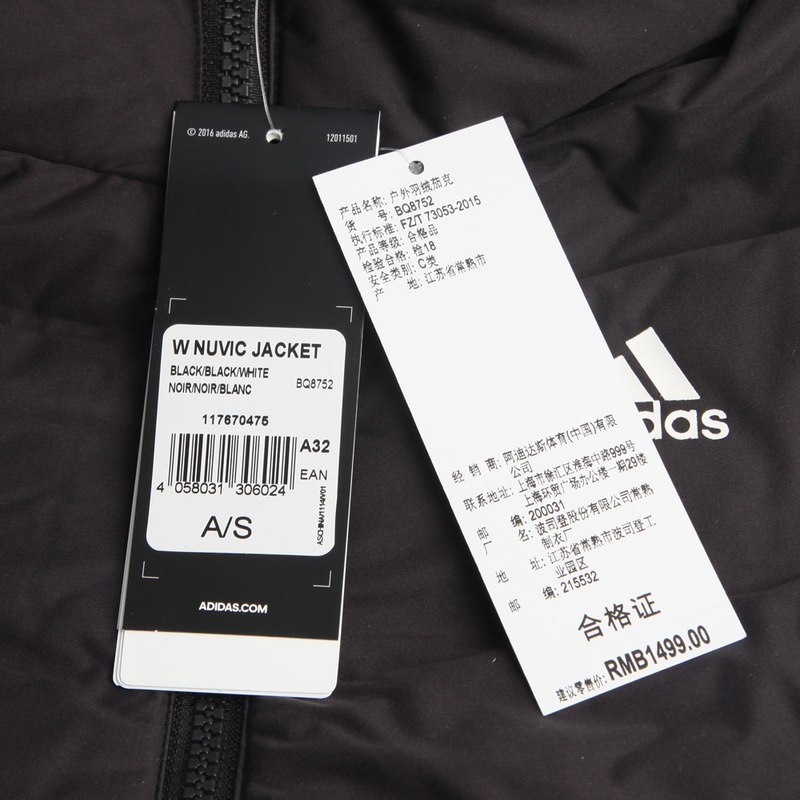 © 2016 adidas AG.
12011501
W NUVIC JACKET
BLACK/BLACK/WHITE
NOIR/NOIR/BLANC
BQ8752
117670475
A32
EAN
4 058031 306024
A/S
ADIDAS.COM
产品名称: 户外羽绒茄克
货 号: BQ8752
执行标准: FZ/T 73053-2015
产品等级: 合格品
检验合格: 检18
安全类别: C类
产 地: 江苏省常熟市
经 销 商: 阿迪达斯体育(中国)有限
公司
联系地址: 上海市徐汇区淮海中路999号
上海环贸广场办公楼一期29楼
邮 编: 200031
厂 名: 波司登股份有限公司常熟
制衣厂
地 址: 江苏省常熟市波司登工
业园区
邮 编: 215532
合格证
建议零售价: RMB1499.00
das